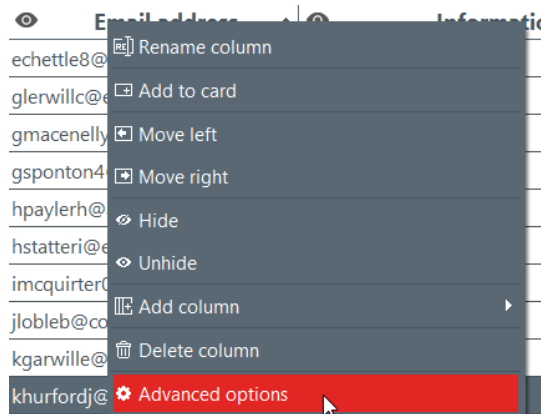 Email address
Rename column
echettle8@
Add to card
glerwillc@
Move left
gmacenelly
Move right
gsponton4
hpaylerh@
Hide
hstatteri@
Unhide
imcquirter
Add column
jlobleb@co
Delete column
kgarwille@
khurfordj@
Advanced options